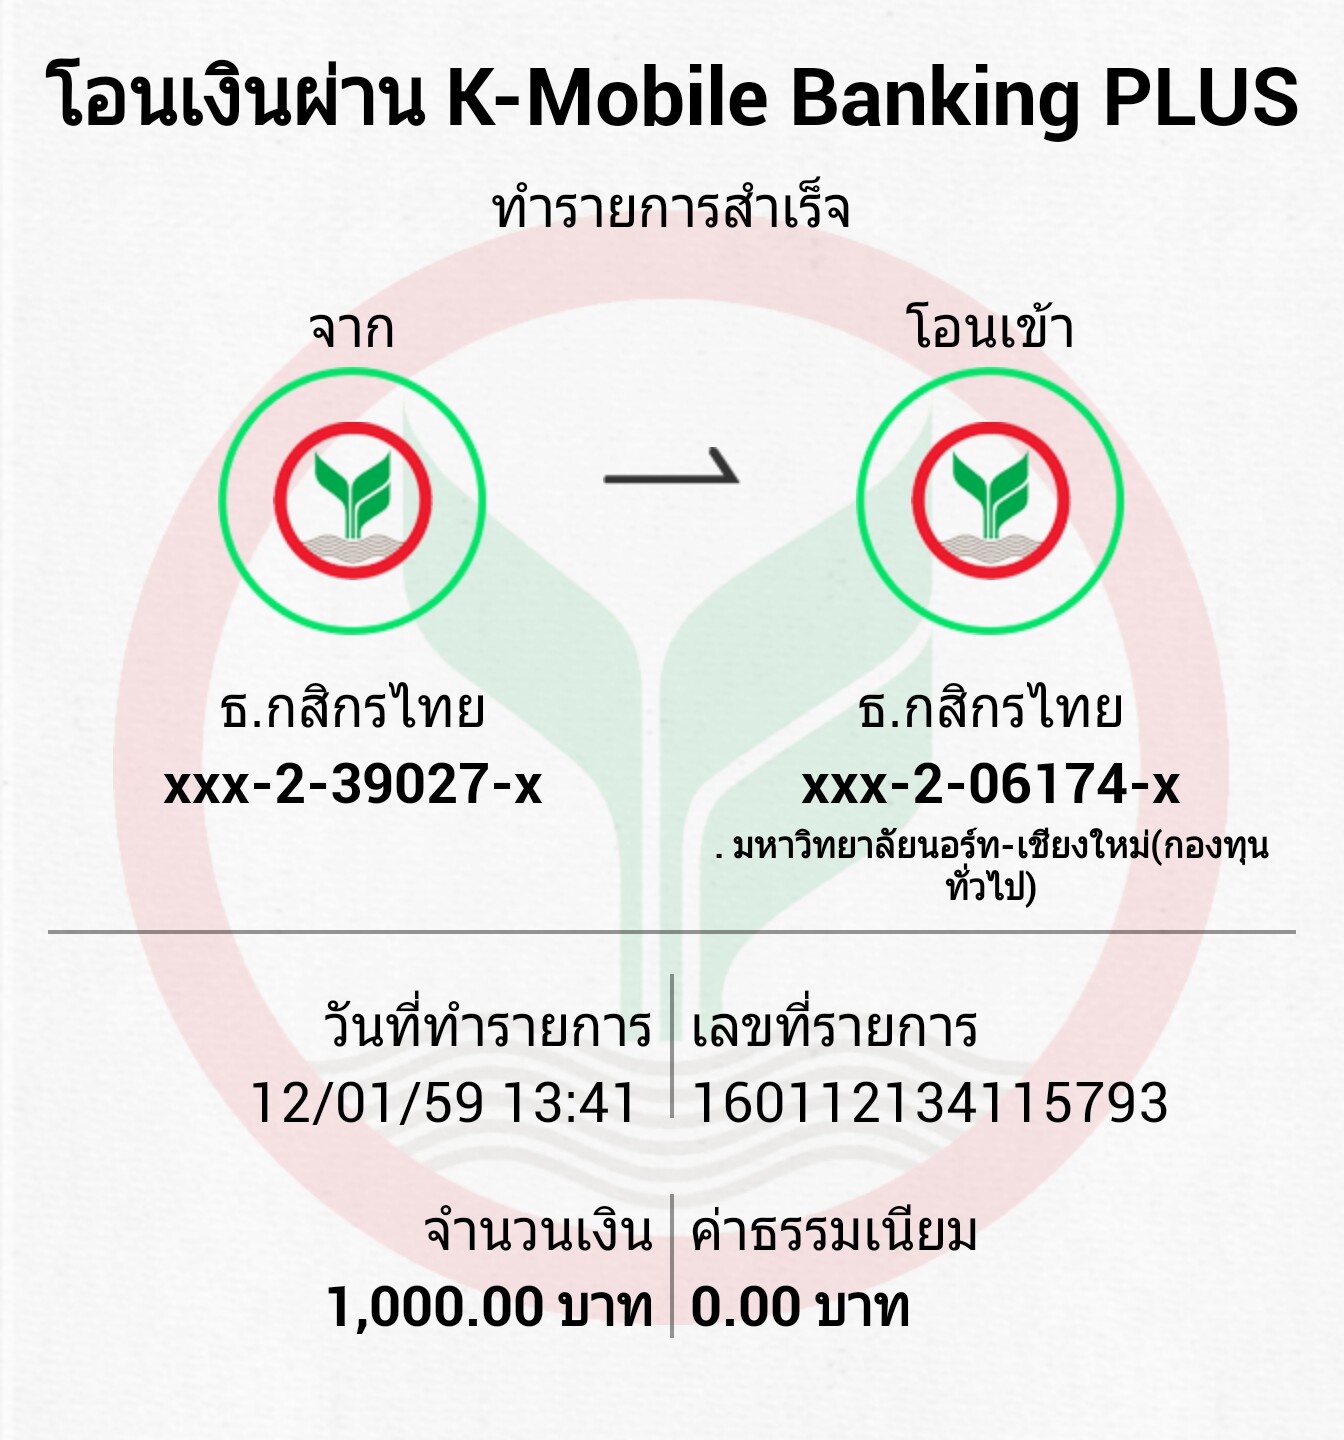 โอนเงินผ่าน K-Mobile Banking PLUS
ทำรายการสำเร็จ
จาก
โอนเข้า
ธ.กสิกรไทย
ธ.กสิกรไทย
xxx-2-39027-x
xxx-2-06174-x
. มหาวิทยาลัยนอร์ท-เชียงใหม่(กองทุน
ทั่วไป)
วันที่ทำรายการ
เลขที่รายการ
12/01/59 13:41
160112134115793
จำนวนเงิน
ค่าธรรมเนียม
1,000.00 บาท
0.00 บาท